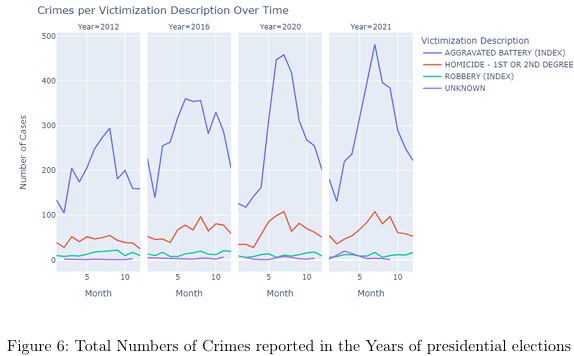 Crimes per Victimization Description Over Time
Year=2012 Year=2016 Year=2020 Year=2021
Victimization Description
AGGRAVATED BATTERY (INDEX)
HOMICIDE - 1ST OR 2ND DEGREE
ROBBERY (INDEX)
UNKNOWN
Number of Cases
500
400
300
200
100
0
5 10 5 10 5 10 5 10
Month Month Month Month
Figure 6: Total Numbers of Crimes reported in the Years of presidential elections